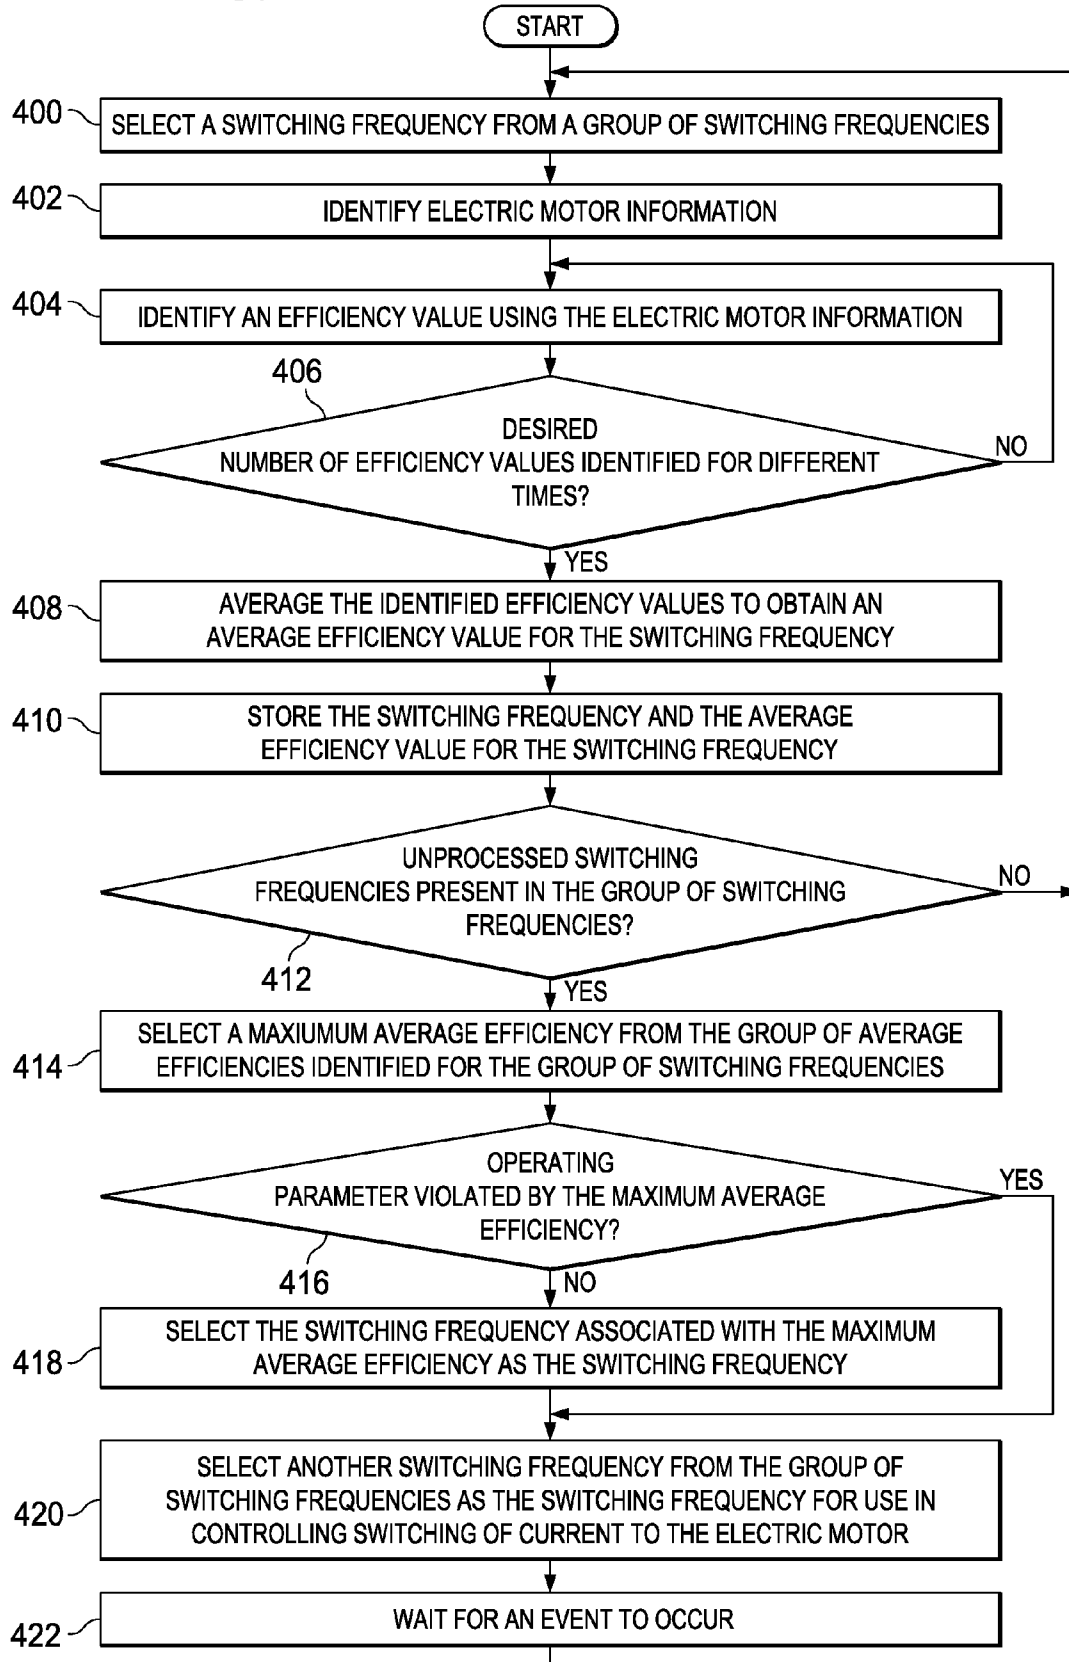 START
400
SELECT A SWITCHING FREQUENCY FROM A GROUP OF SWITCHING FREQUENCIES
402
IDENTIFY ELECTRIC MOTOR INFORMATION
404
IDENTIFY AN EFFICIENCY VALUE USING THE ELECTRIC MOTOR INFORMATION
406
DESIRED
NUMBER OF EFFICIENCY VALUES IDENTIFIED FOR DIFFERENT
TIMES?
NO
YES
408
AVERAGE THE IDENTIFIED EFFICIENCY VALUES TO OBTAIN AN
AVERAGE EFFICIENCY VALUE FOR THE SWITCHING FREQUENCY
410
STORE THE SWITCHING FREQUENCY AND THE AVERAGE
EFFICIENCY VALUE FOR THE SWITCHING FREQUENCY
UNPROCESSED SWITCHING
FREQUENCIES PRESENT IN THE GROUP OF SWITCHING
FREQUENCIES?
NO
412
YES
414
SELECT A MAXIUMUM AVERAGE EFFICIENCY FROM THE GROUP OF AVERAGE
EFFICIENCIES IDENTIFIED FOR THE GROUP OF SWITCHING FREQUENCIES
OPERATING
PARAMETER VIOLATED BY THE MAXIMUM AVERAGE
EFFICIENCY?
YES
416
NO
418
SELECT THE SWITCHING FREQUENCY ASSOCIATED WITH THE MAXIMUM
AVERAGE EFFICIENCY AS THE SWITCHING FREQUENCY
420
SELECT ANOTHER SWITCHING FREQUENCY FROM THE GROUP OF
SWITCHING FREQUENCIES AS THE SWITCHING FREQUENCY FOR USE IN
CONTROLLING SWITCHING OF CURRENT TO THE ELECTRIC MOTOR
422
WAIT FOR AN EVENT TO OCCUR